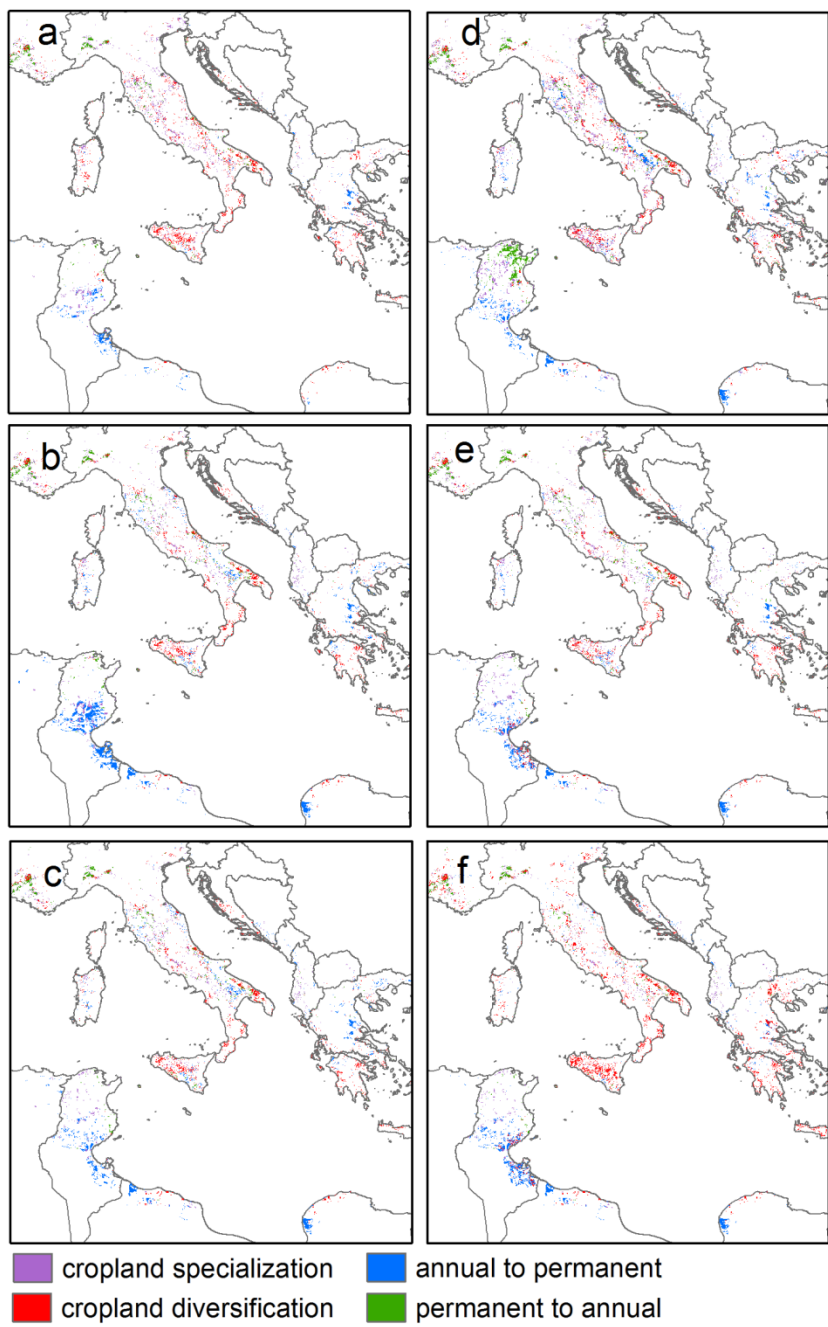 a
d
b
e
c
f
cropland specialization
annual to permanent
cropland diversification
permanent to annual